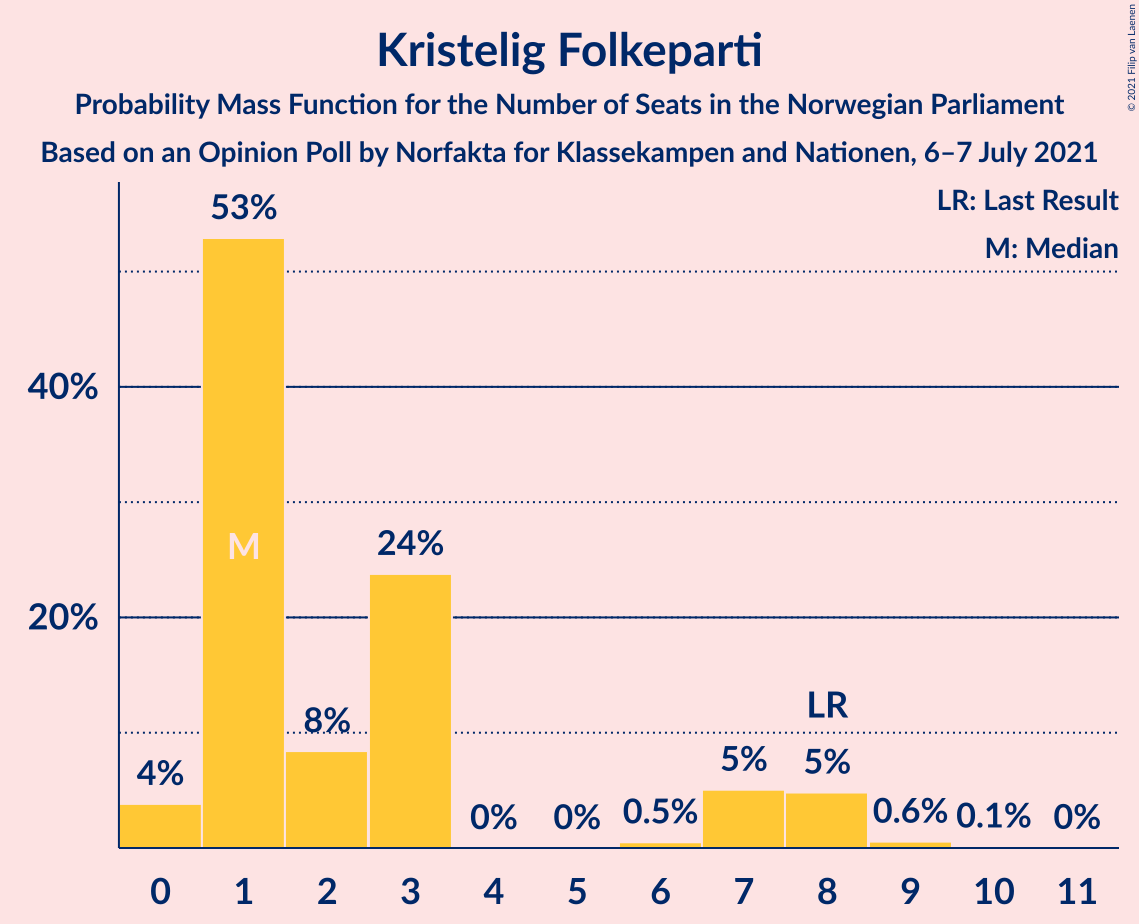 Kristelig Folkeparti
Probability Mass Function for the Number of Seats in the Norwegian Parliament
Based on an Opinion Poll by Norfakta for Klassekampen and Nationen, 6–7 July 2021
© 2021 Filip van Laenen
LR: Last Result
M: Median
53%
40%
M
24%
20%
LR
8%
4%
5%
5%
0%
0%
0.5%
0.6%
0.1%
0%
0 1 2 3 4 5 6 7 8 9 10 11